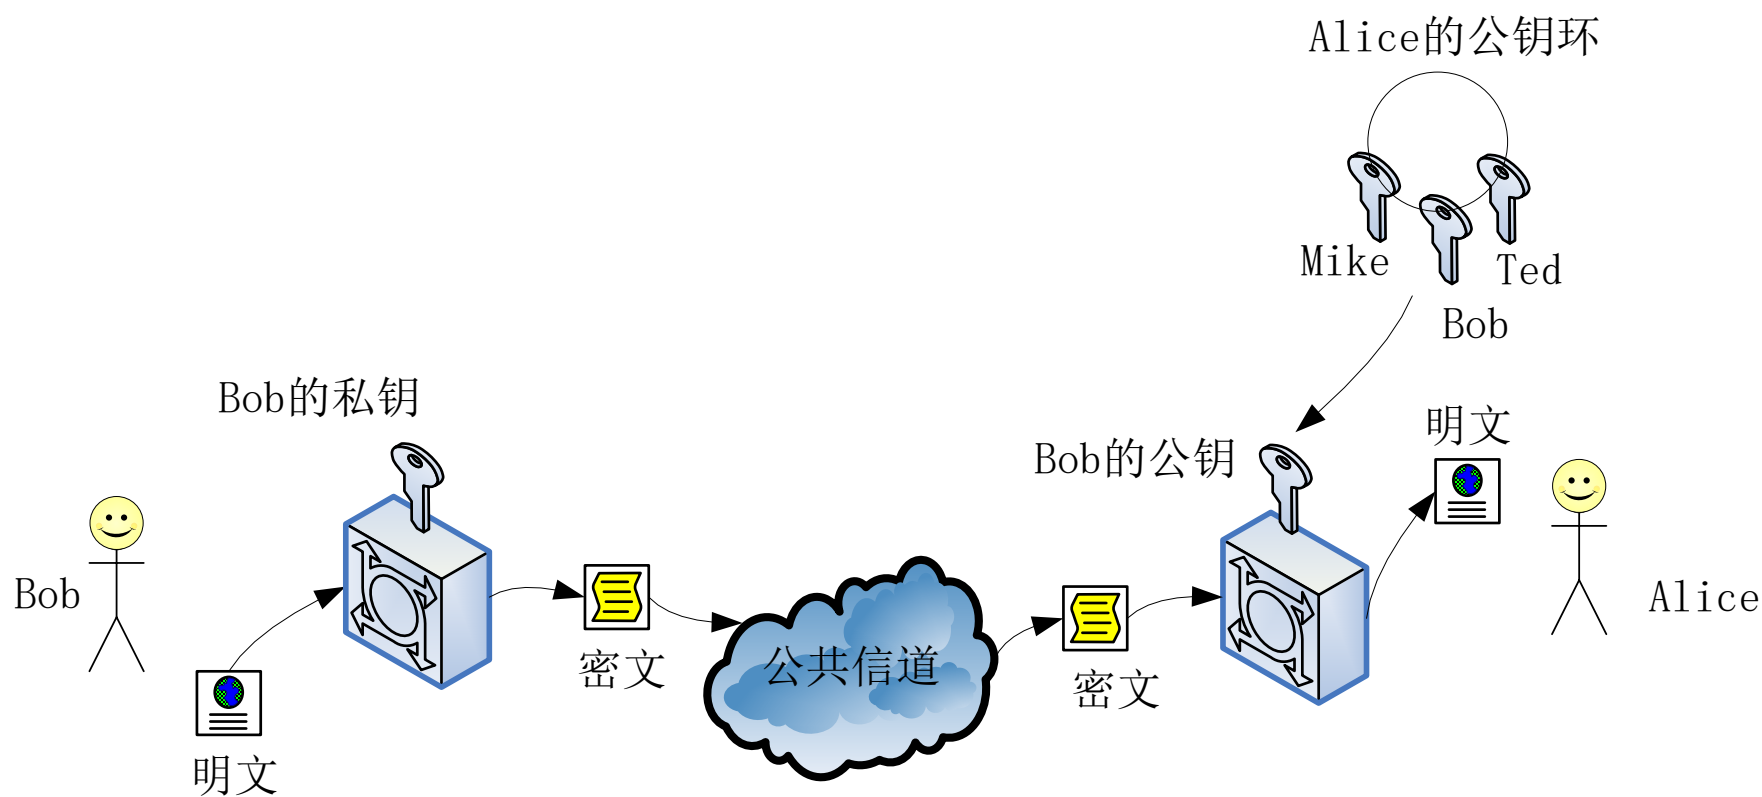 Alice的公钥环
Mike
Ted
Bob
Bob的私钥
Bob的公钥
明文
Bob
Alice
密文
公共信道
密文
明文